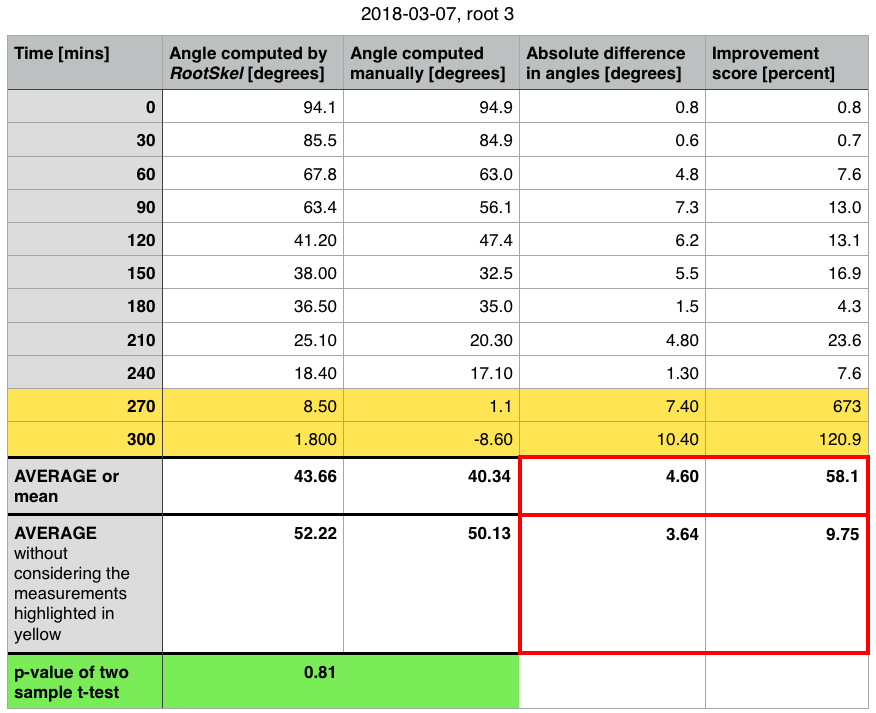 2018-03-07, root 3
Time [mins] Angle computed by RootSkel [degrees] Angle computed manually [degrees] Absolute difference in angles [degrees] Improvement score [percent]
0 94.1 94.9 0.8 0.8
30 85.5 84.9 0.6 0.7
60 67.8 63.0 4.8 7.6
90 63.4 56.1 7.3 13.0
120 41.20 47.4 6.2 13.1
150 38.00 32.5 5.5 16.9
180 36.50 35.0 1.5 4.3
210 25.10 20.30 4.80 23.6
240 18.40 17.10 1.30 7.6
270 8.50 1.1 7.40 673
300 1.800 -8.60 10.40 120.9
AVERAGE or mean 43.66 40.34 4.60 58.1
AVERAGE without considering the measurements highlighted in yellow 52.22 50.13 3.64 9.75
p-value of two sample t-test 0.81